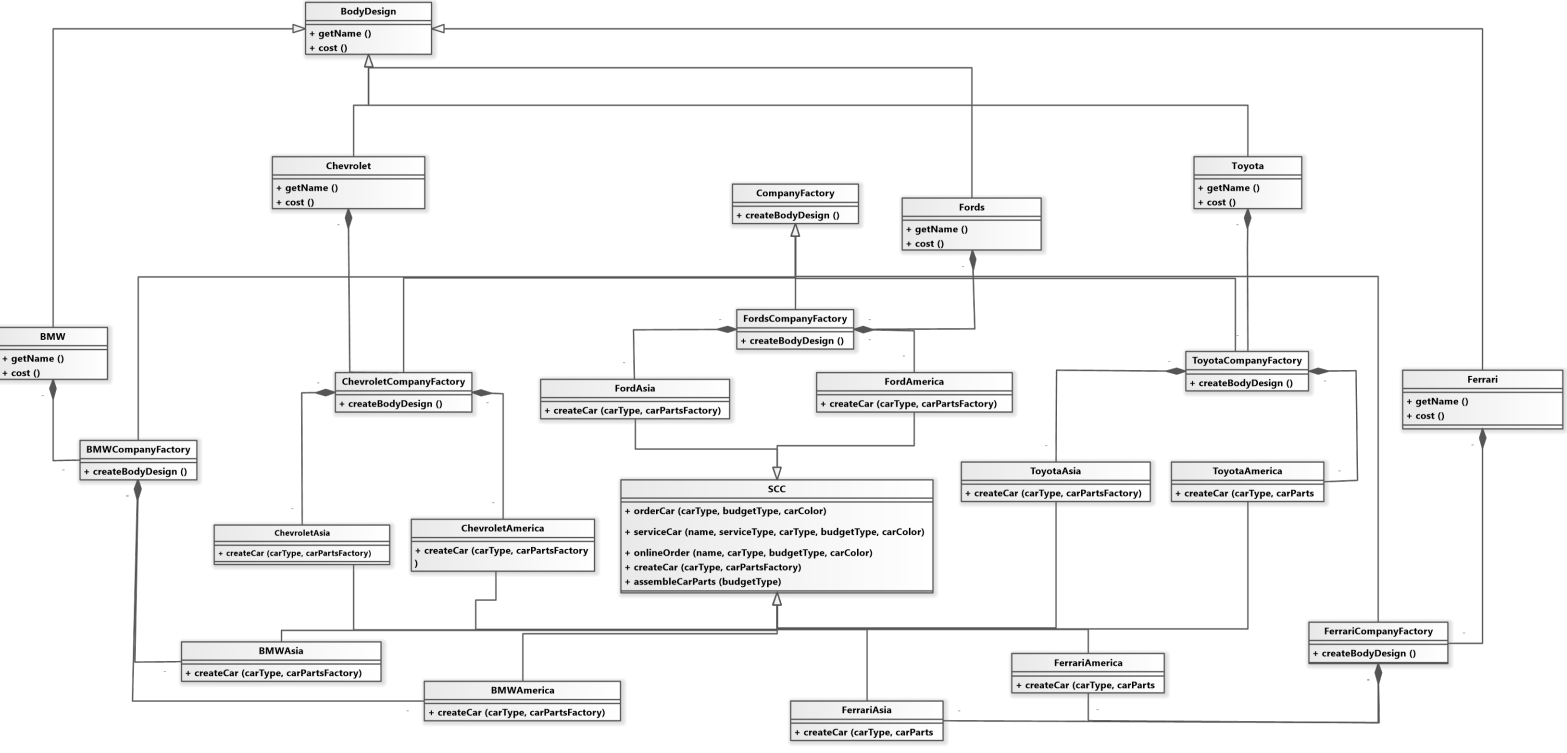 BodyDesign
+ getName ()
+ cost ()
Chevrolet
+ getName ()
+ cost ()
Toyota
+ getName ()
+ cost ()
CompanyFactory
+ createBodyDesign ()
Fords
+ getName ()
+ cost ()
BMW
+ getName ()
+ cost ()
FordsCompanyFactory
+ createBodyDesign ()
ToyotaCompanyFactory
+ createBodyDesign ()
ChevroletCompanyFactory
+ createBodyDesign ()
FordAsia
+ createCar (carType, carPartsFactory)
FordAmerica
+ createCar (carType, carPartsFactory)
Ferrari
+ getName ()
+ cost ()
BMWCompanyFactory
+ createBodyDesign ()
ToyotaAsia
+ createCar (carType, carPartsFactory)
ToyotaAmerica
+ createCar (carType, carParts
SCC
+ orderCar (carType, budgetType, carColor)
+ serviceCar (name, serviceType, carType, budgetType, carColor)
+ onlineOrder (name, carType, budgetType, carColor)
+ createCar (carType, carPartsFactory)
+ assembleCarParts (budgetType)
ChevroletAsia
+ createCar (carType, carPartsFactory)
ChevroletAmerica
+ createCar (carType, carPartsFactory
)
FerrariCompanyFactory
+ createBodyDesign ()
BMWAsia
+ createCar (carType, carPartsFactory)
FerrariAmerica
+ createCar (carType, carParts
BMWAmerica
+ createCar (carType, carPartsFactory)
FerrariAsia
+ createCar (carType, carParts